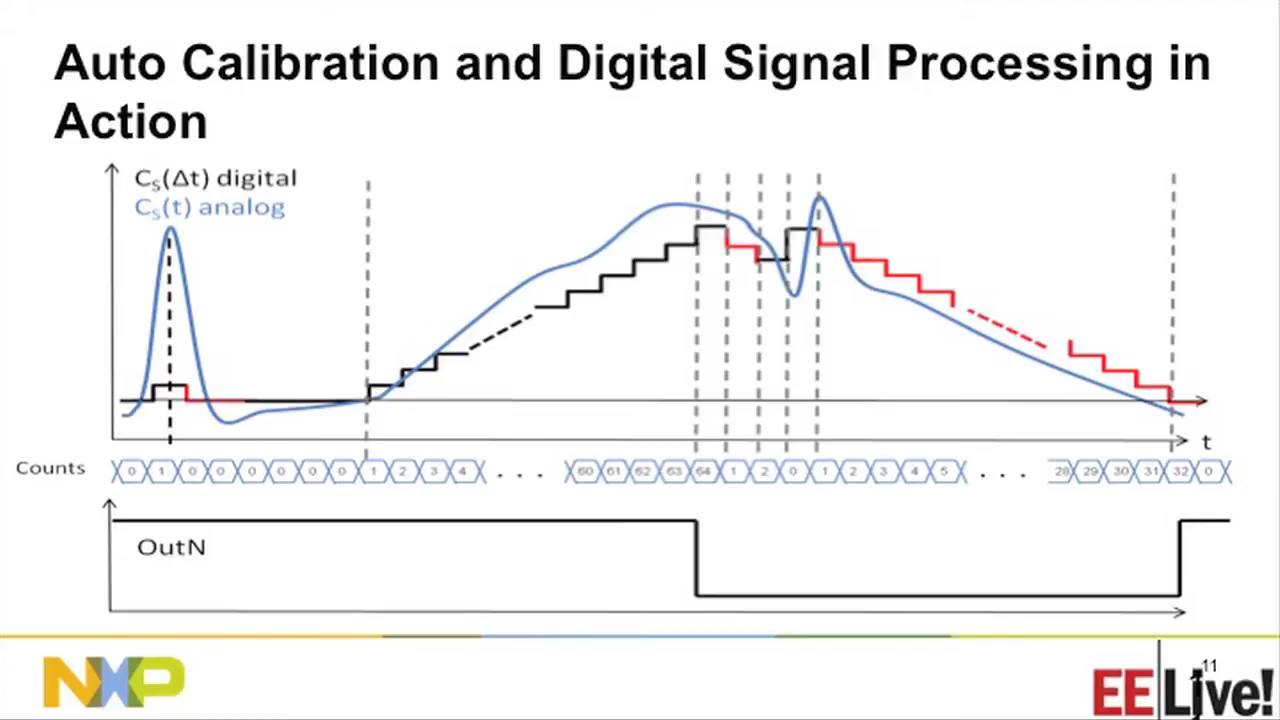 Auto Calibration and Digital Signal Processing in
Action
Cs(Δt) digital
Cs(t) analog
t
Counts 0 1 0 0 0 0 0 0 1 2 3 4 . . . . 60 61 62 63 64 1 2 0 1 2 3 4 5 . . . . 28 29 30 31 32 0
OutN
NXP
11
EE Live!